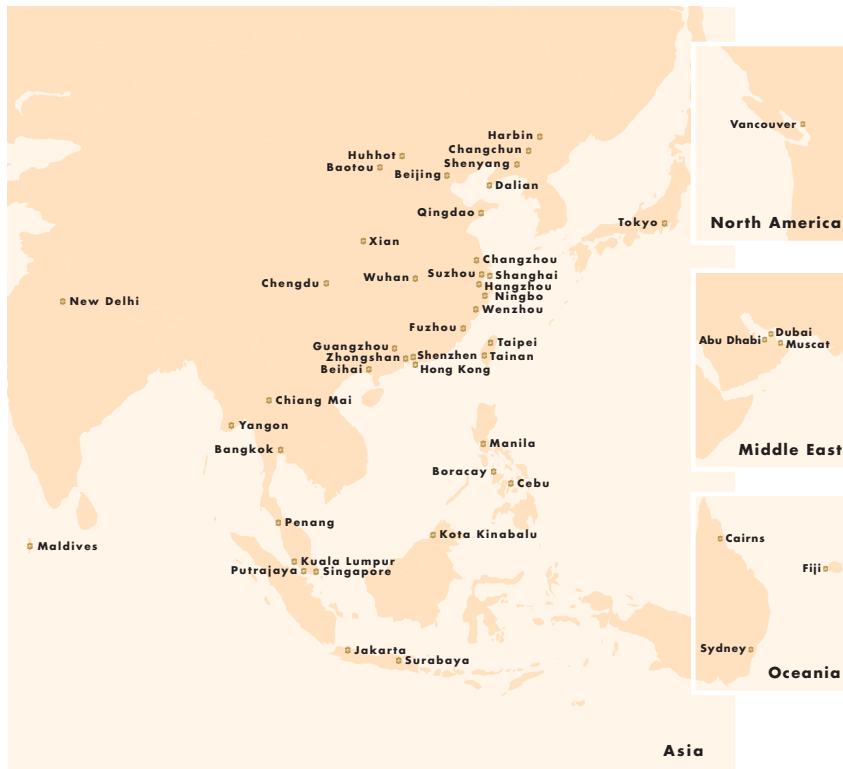 Harbin
Changchun
Huhhot
Shenyang
Baotou
Beijing
Dalian
Qingdao
Tokyo
Xian
Changzhou
Suzhou
Shanghai
Wuhan
Chengdu
Hangzhou
Ningbo
New Delhi
Wenzhou
Fuzhou
Taipei
Guangzhou
Zhongshan
Shenzhen
Tainan
Beihai
Hong Kong
Chiang Mai
Yangon
Manila
Bangkok
Boracay
Cebu
Penang
Kota Kinabalu
Maldives
Kuala Lumpur
Putrajaya
Singapore
Jakarta
Surabaya
Asia
Vancouver
North America
Dubai
Abu Dhabi
Muscat
Middle East
Cairns
Fiji
Sydney
Oceania